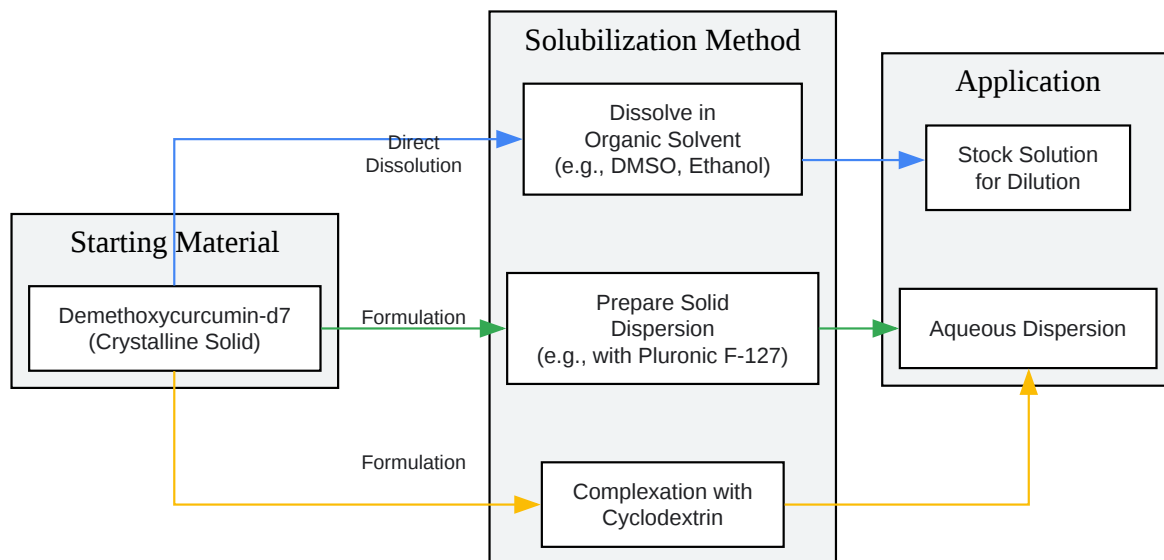 Solubilization Method
Application
Starting Material
Direct
Dissolution
Dissolve in
Organic Solvent
(e.g., DMSO, Ethanol)
Stock Solution
for Dilution
Demethoxycurcumin-d7
(Crystalline Solid)
Formulation
Prepare Solid
Dispersion
(e.g., with Pluronic F-127)
Aqueous Dispersion
Formulation
Complexation with
Cyclodextrin